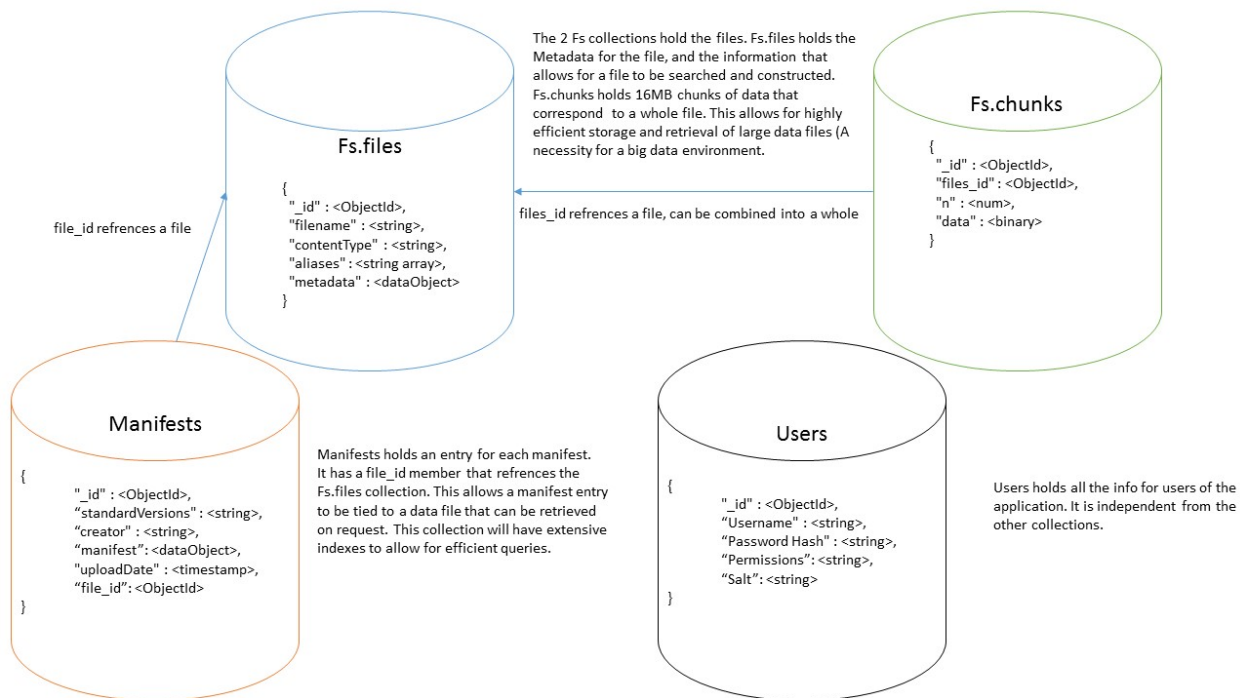 The 2 Fs collections hold the files. Fs.files holds the
Metadata for the file, and the information that
allows for a file to be searched and constructed.
Fs.chunks holds 16MB chunks of data that
correspond to a whole file. This allows for highly
efficient storage and retrieval of large data files (A
necessity for a big data environment.
Fs.files
{
"_id" : <ObjectId>,
"filename" : <string>,
"contentType" : <string>,
"aliases" : <string array>,
"metadata" : <dataObject>
}
Fs.chunks
{
"_id" : <ObjectId>,
"files_id" : <ObjectId>,
"n" : <num>,
"data" : <binary>
}
file_id refrences a file
files_id refrences a file, can be combined into a whole
Manifests
{
"_id" : <ObjectId>,
“standardVersions" : <string>,
“creator" : <string>,
“manifest”: <dataObject>,
"uploadDate" : <timestamp>,
“file_id”: <ObjectId>
}
Manifests holds an entry for each manifest.
It has a file_id member that refrences the
Fs.files collection. This allows a manifest entry
to be tied to a data file that can be retrieved
on request. This collection will have extensive
indexes to allow for efficient queries.
Users
{
"_id" : <ObjectId>,
“Username" : <string>,
“Password Hash" : <string>,
“Permissions”: <string>,
“Salt”: <string>
}
Users holds all the info for users of the
application. It is independent from the
other collections.